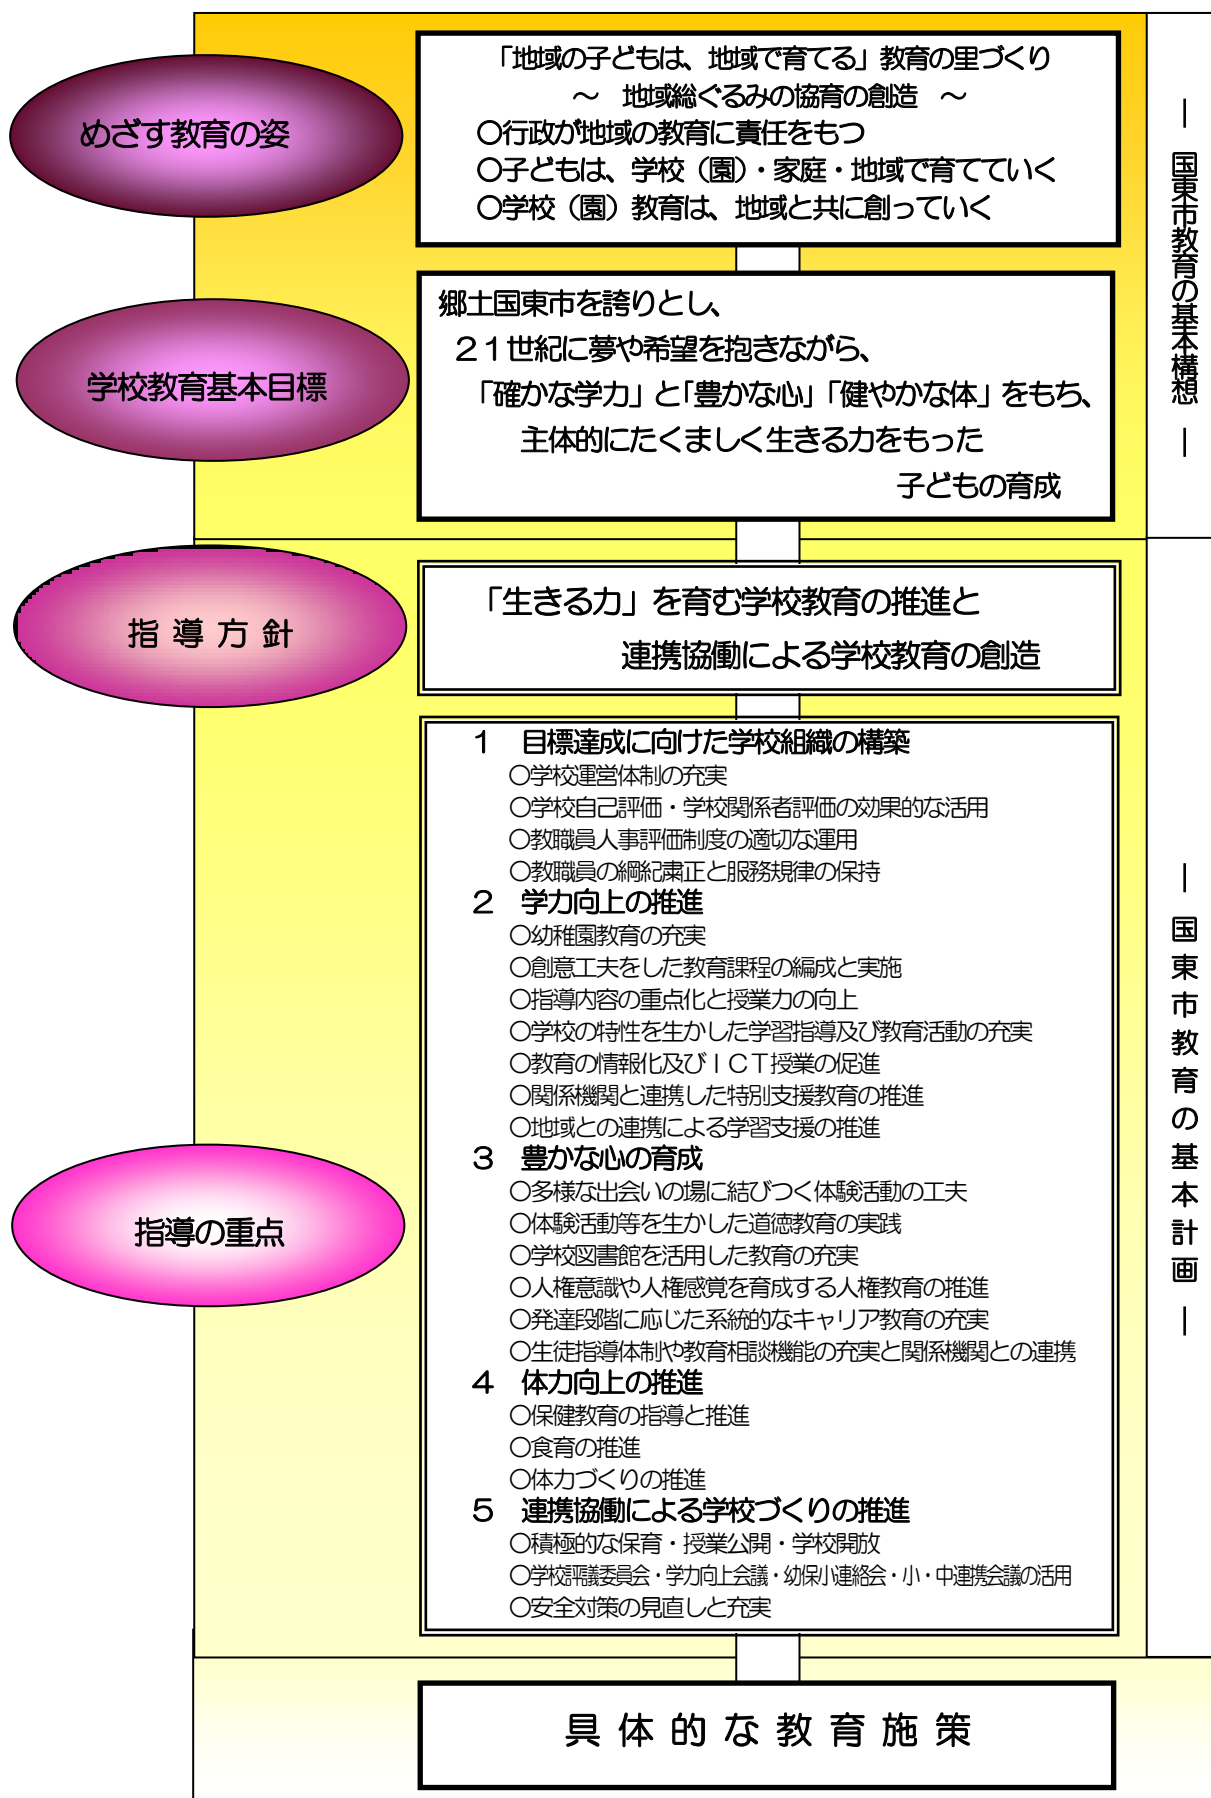 めざす教育の姿
「地域の子どもは、地域で育てる」教育の里づくり
～　地域総ぐるみの協育の創造　～
○行政が地域の教育に責任をもつ
○子どもは、学校（園）・家庭・地域で育てていく
○学校（園）教育は、地域と共に創っていく
学校教育基本目標
郷土国東市を誇りとし、
２１世紀に夢や希望を抱きながら、
「確かな学力」と「豊かな心」「健やかな体」をもち、
主体的にたくましく生きる力をもった
子どもの育成
― 国東市教育の基本構想 ―
指導方針
「生きる力」を育む学校教育の推進と
連携協働による学校教育の創造
指導の重点
１　目標達成に向けた学校組織の構築
○学校運営体制の充実
○学校自己評価・学校関係者評価の効果的な活用
○教職員人事評価制度の適切な運用
○教職員の綱紀粛正と服務規律の保持
２　学力向上の推進
○幼稚園教育の充実
○創意工夫をした教育課程の編成と実施
○指導内容の重点化と授業力の向上
○学校の特性を生かした学習指導及び教育活動の充実
○教育の情報化及びＩＣＴ授業の促進
○関係機関と連携した特別支援教育の推進
○地域との連携による学習支援の推進
３　豊かな心の育成
○多様な出会いの場に結びつく体験活動の工夫
○体験活動等を生かした道徳教育の実践
○学校図書館を活用した教育の充実
○人権意識や人権感覚を育成する人権教育の推進
○発達段階に応じた系統的なキャリア教育の充実
○生徒指導体制や教育相談機能の充実と関係機関との連携
４　体力向上の推進
○保健教育の指導と推進
○食育の推進
○体力づくりの推進
５　連携協働による学校づくりの推進
○積極的な保育・授業公開・学校開放
○学校評議委員会・学力向上会議・幼保小連絡会・小・中連携会議の活用
○安全対策の見直しと充実
― 国東市教育の基本計画 ―
具体的な教育施策